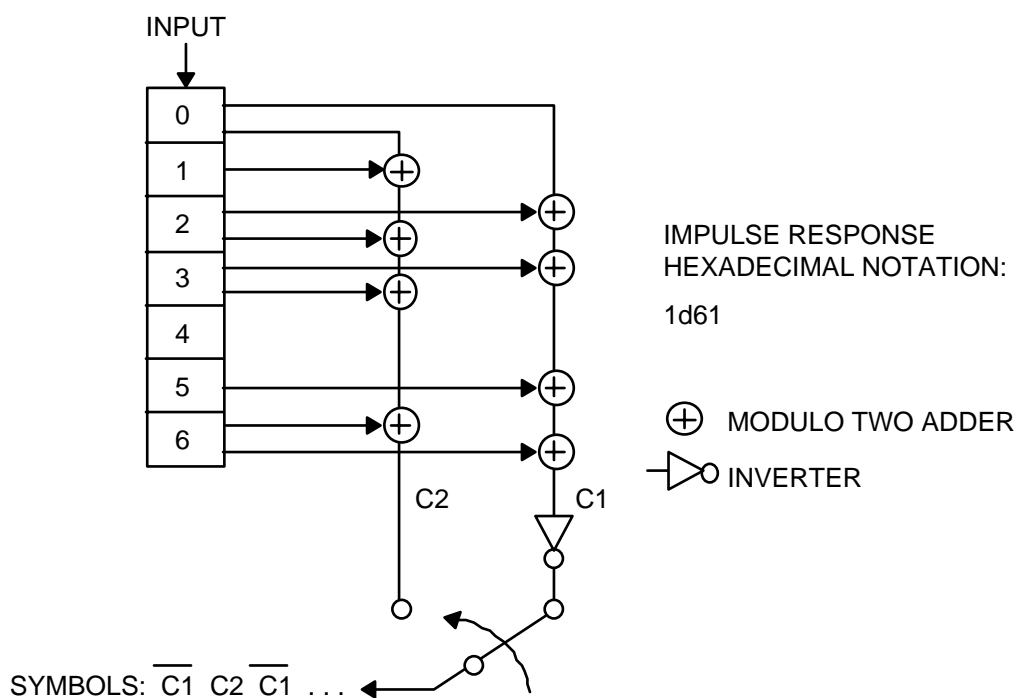 INPUT
0
1
2
3
4
5
6
IMPULSE RESPONSE
HEXADECIMAL NOTATION:
1d61
MODULO TWO ADDER
INVERTER
C2
C1
SYMBOLS: C1 C2 C1 . . .